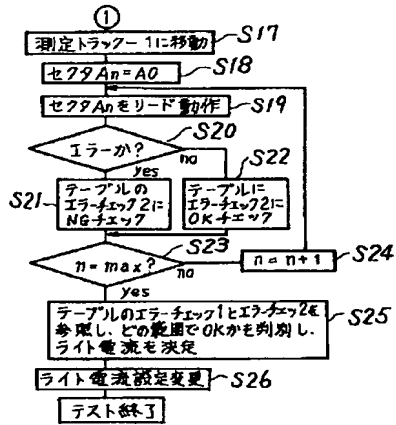 1
測定トラック-1に移動 S17
セクタAn=A0 S18
セクタAnをリード動作 S19
エラーか? S20
yes
no
S21
テーブルの
エラーチェック2に
NGチェック
S22
テーブルに
エラーチェック2に
OKチェック
n=max? S23
no
n=n+1 S24
yes
テーブルのエラーチェック1とエラーチェック2を
参照し、どの範囲でOKかを判別し、
ライト電流を決定
S25
ライト電流設定変更 S26
テスト終了